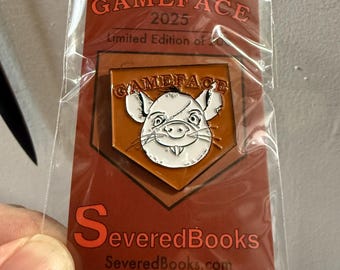 GAMEFACE
2025
Limited Edition of
GAMEFACE
SeveredBooks
SeveredBooks.com